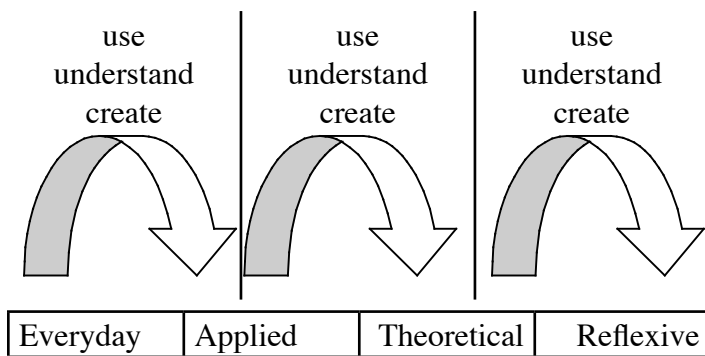 use
understand
create
use
understand
create
use
understand
create
Everyday
Applied
Theoretical
Reflexive